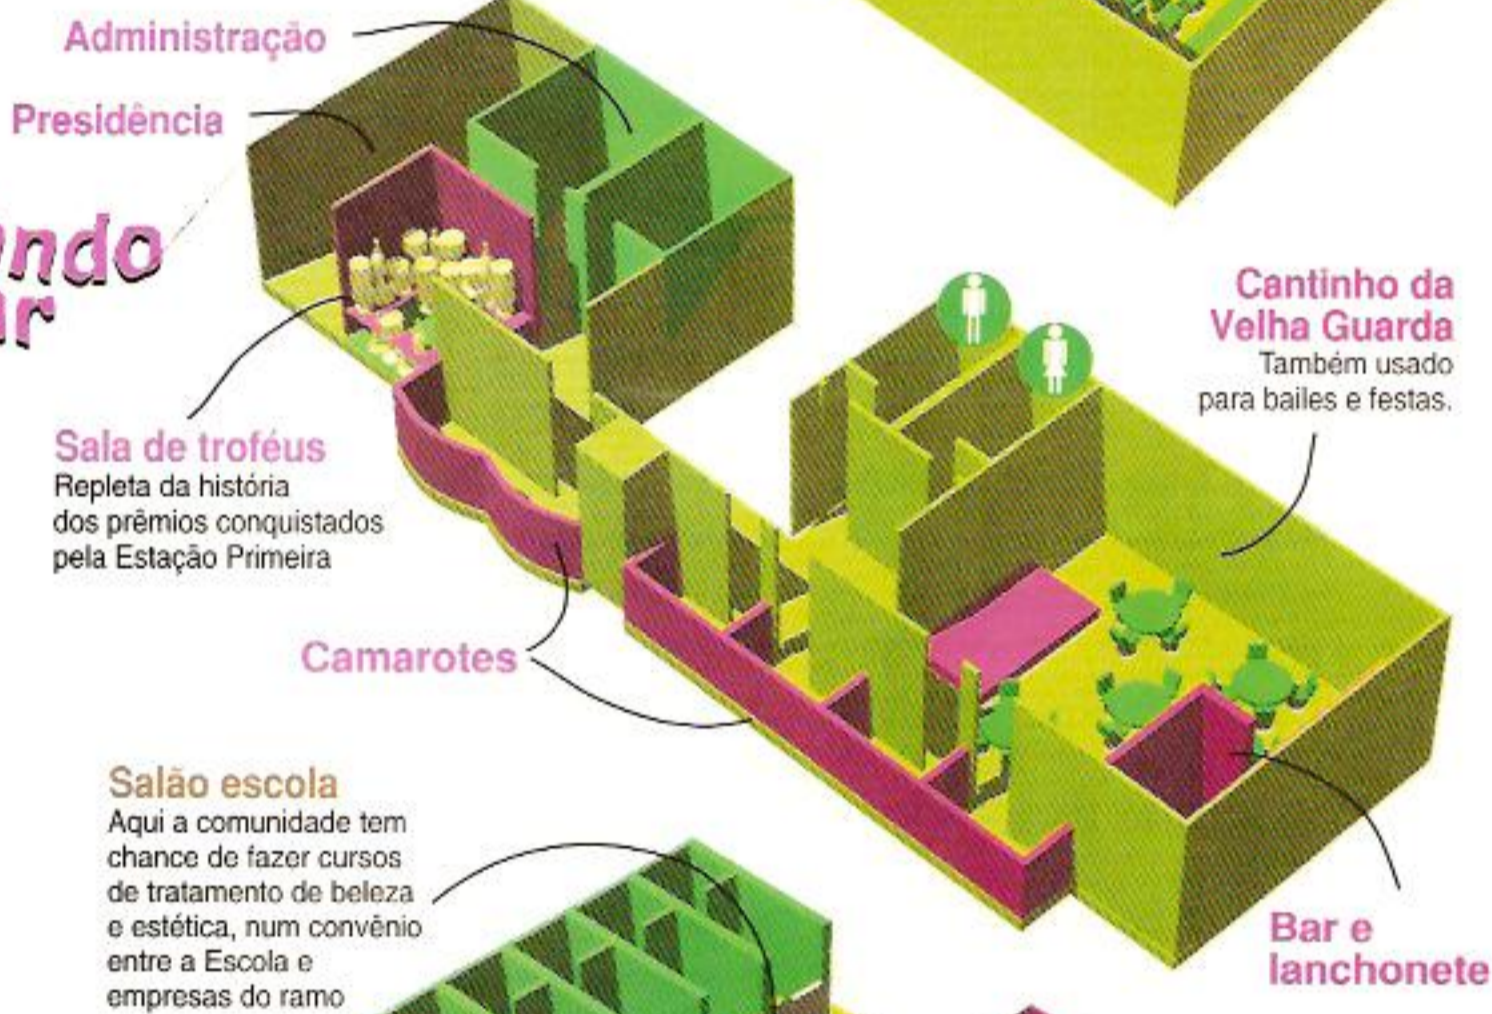 Administração
Presidência
Cantinho da
Velha Guarda
Também usado
para bailes e festas.
Sala de troféus
Repleta da história
dos prêmios conquistados
pela Estação Primeira
Camarotes
Salão escola
Aqui a comunidade tem
chance de fazer cursos
de tratamento de beleza
e estética, num convênio
entre a Escola e
empresas do ramo
Bar e
lanchonete